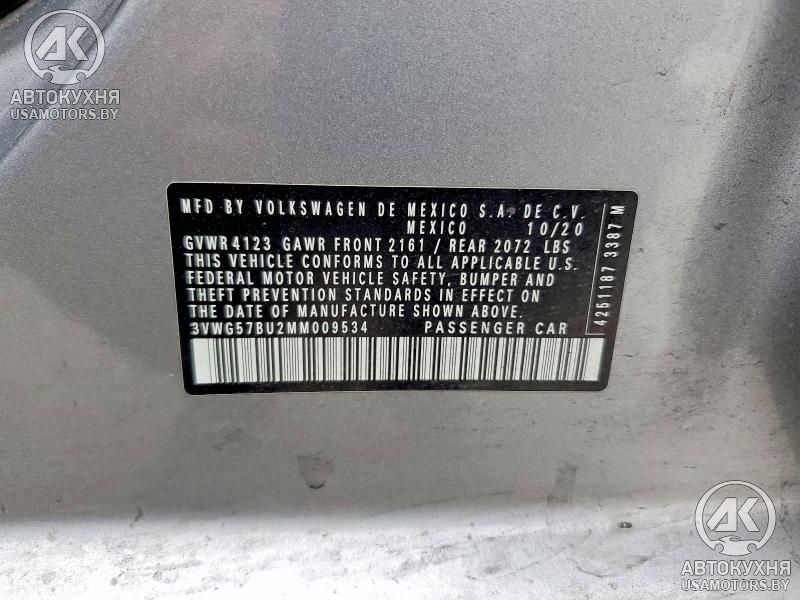 AK
АВТОКУХНЯ
USAMOTORS.BY
MFD BY VOLKSWAGEN DE MEXICO S.A. DE C.V.
MEXICO 10/20
GVWR 4123 GAWR FRONT 2161 / REAR 2072 LBS
THIS VEHICLE CONFORMS TO ALL APPLICABLE U.S.
FEDERAL MOTOR VEHICLE SAFETY, BUMPER AND
THEFT PREVENTION STANDARDS IN EFFECT ON
THE DATE OF MANUFACTURE SHOWN ABOVE.
3VWG57BU2MM009534 PASSENGER CAR
4251187 3387 M
AK
АВТОКУХНЯ
USAMOTORS.BY